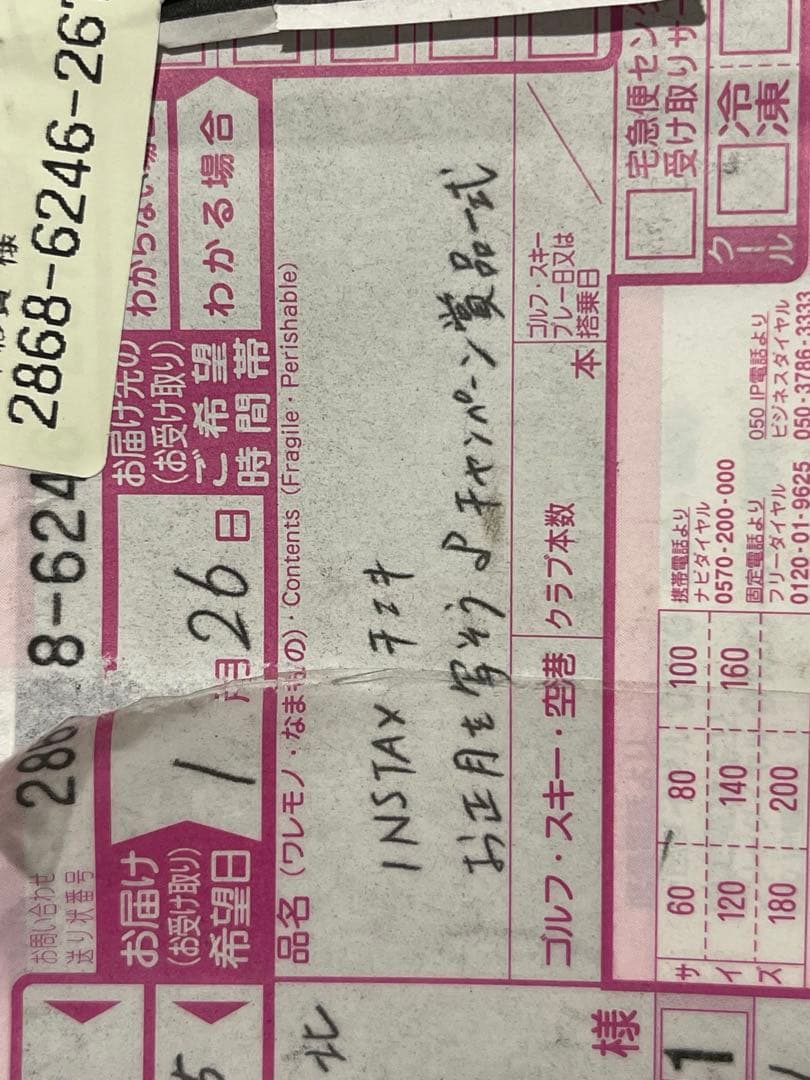 2868-6246-267
様
8-624
286
お問い合わせ
送り状番号
お届け
(お受け取り)
希望日
1月26日
お届け先の
(お受け取り)
ご希望
時間帯
わからない場合
わかる場合
品名 (ワレモノ・なまもの)・Contents (Fragile・Perishable)
INSTAX チェキ
お正月を写そう♪キャンペーン賞品一式
ゴルフ・スキー・空港
クラブ本数
本
ゴルフ・スキー
プレー日又は
搭乗日
北
様
5
1
サイズ
60 80 100
120 140 160
180 200
携帯電話より
ナビダイヤル
0570-200-000
固定電話より
フリーダイヤル
0120-01-9625
050 IP電話より
ビジネスダイヤル
050-3786-3333
宅急便セン
受け取りサ
クール
冷凍